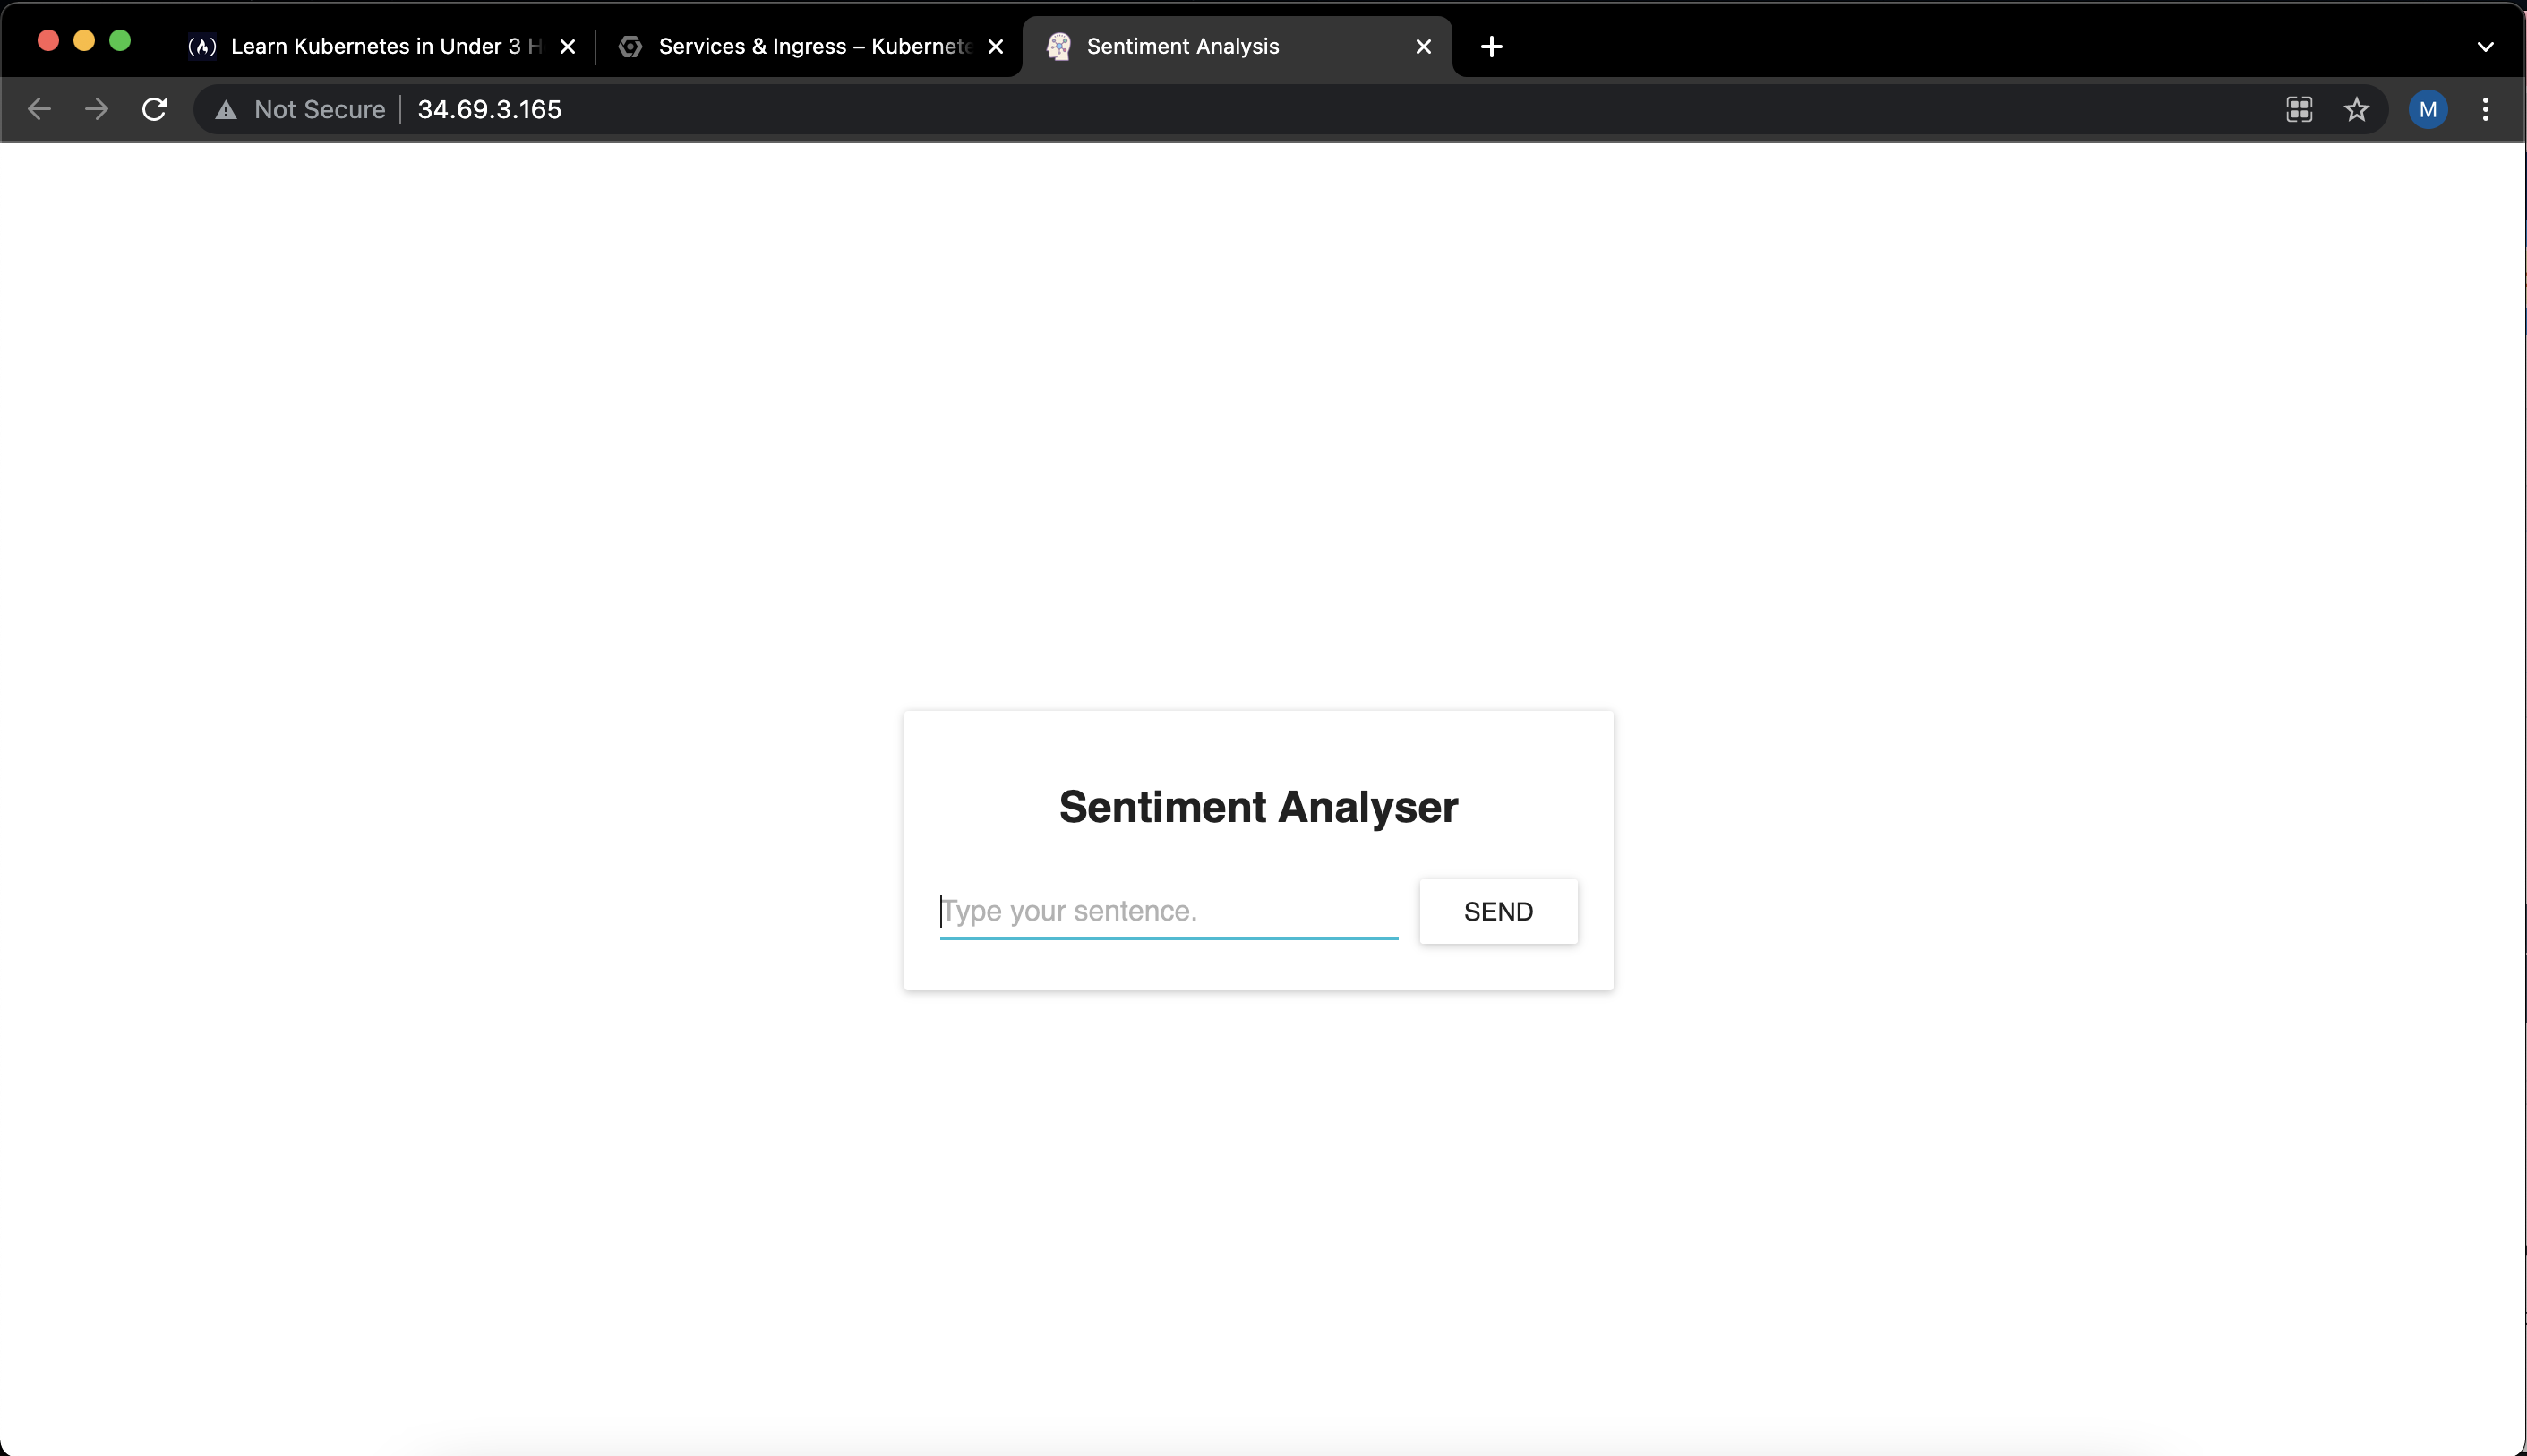 Learn Kubernetes in Under 3 H
Services & Ingress – Kubernete
Sentiment Analysis
Not Secure
34.69.3.165
M
Sentiment Analyser
Type your sentence.
SEND